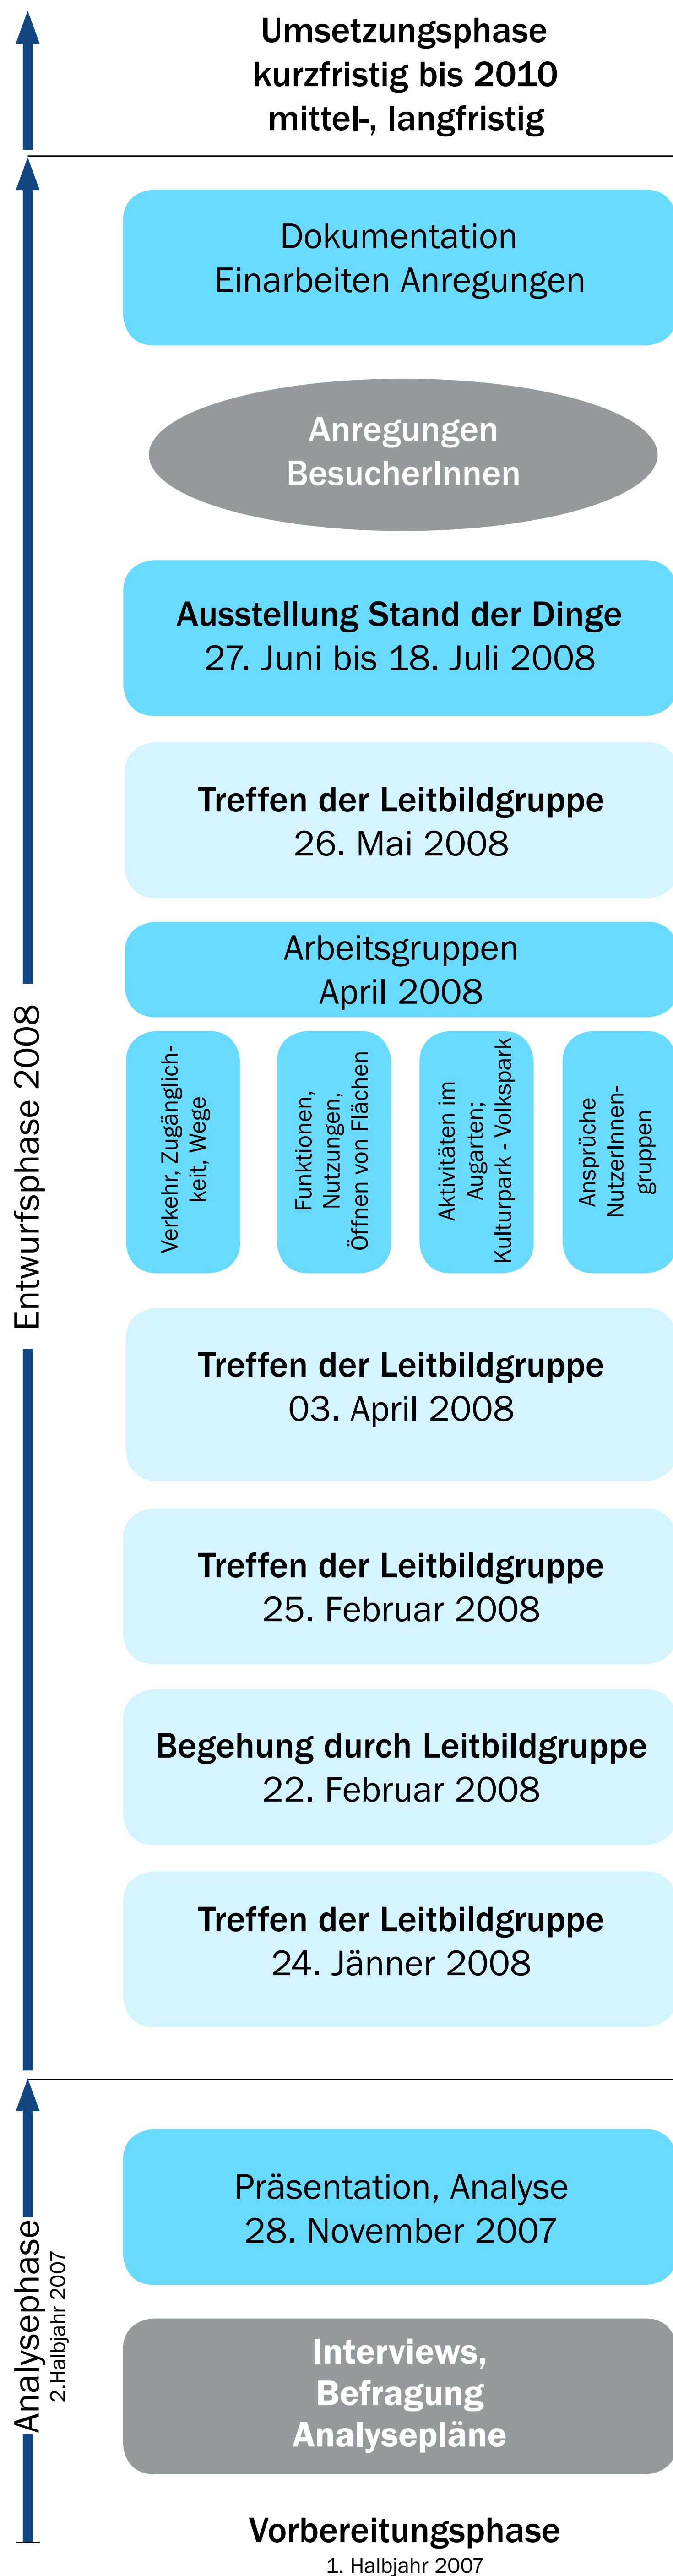 Umsetzungsphase
kurzfristig bis 2010
mittel-, langfristig
Dokumentation
Einarbeiten Anregungen
Anregungen
BesucherInnen
Ausstellung Stand der Dinge
27. Juni bis 18. Juli 2008
Treffen der Leitbildgruppe
26. Mai 2008
Arbeitsgruppen
April 2008
Verkehr, Zugänglich-
keit, Wege
Funktionen,
Nutzungen,
Öffnen von Flächen
Aktivitäten im
Augarten;
Kulturpark - Volkspark
Ansprüche
NutzerInnen-
gruppen
Entwurfsphase 2008
Treffen der Leitbildgruppe
03. April 2008
Treffen der Leitbildgruppe
25. Februar 2008
Begehung durch Leitbildgruppe
22. Februar 2008
Treffen der Leitbildgruppe
24. Jänner 2008
Präsentation, Analyse
28. November 2007
Analysephase
2.Halbjahr 2007
Interviews,
Befragung
Analysepläne
Vorbereitungsphase
1. Halbjahr 2007